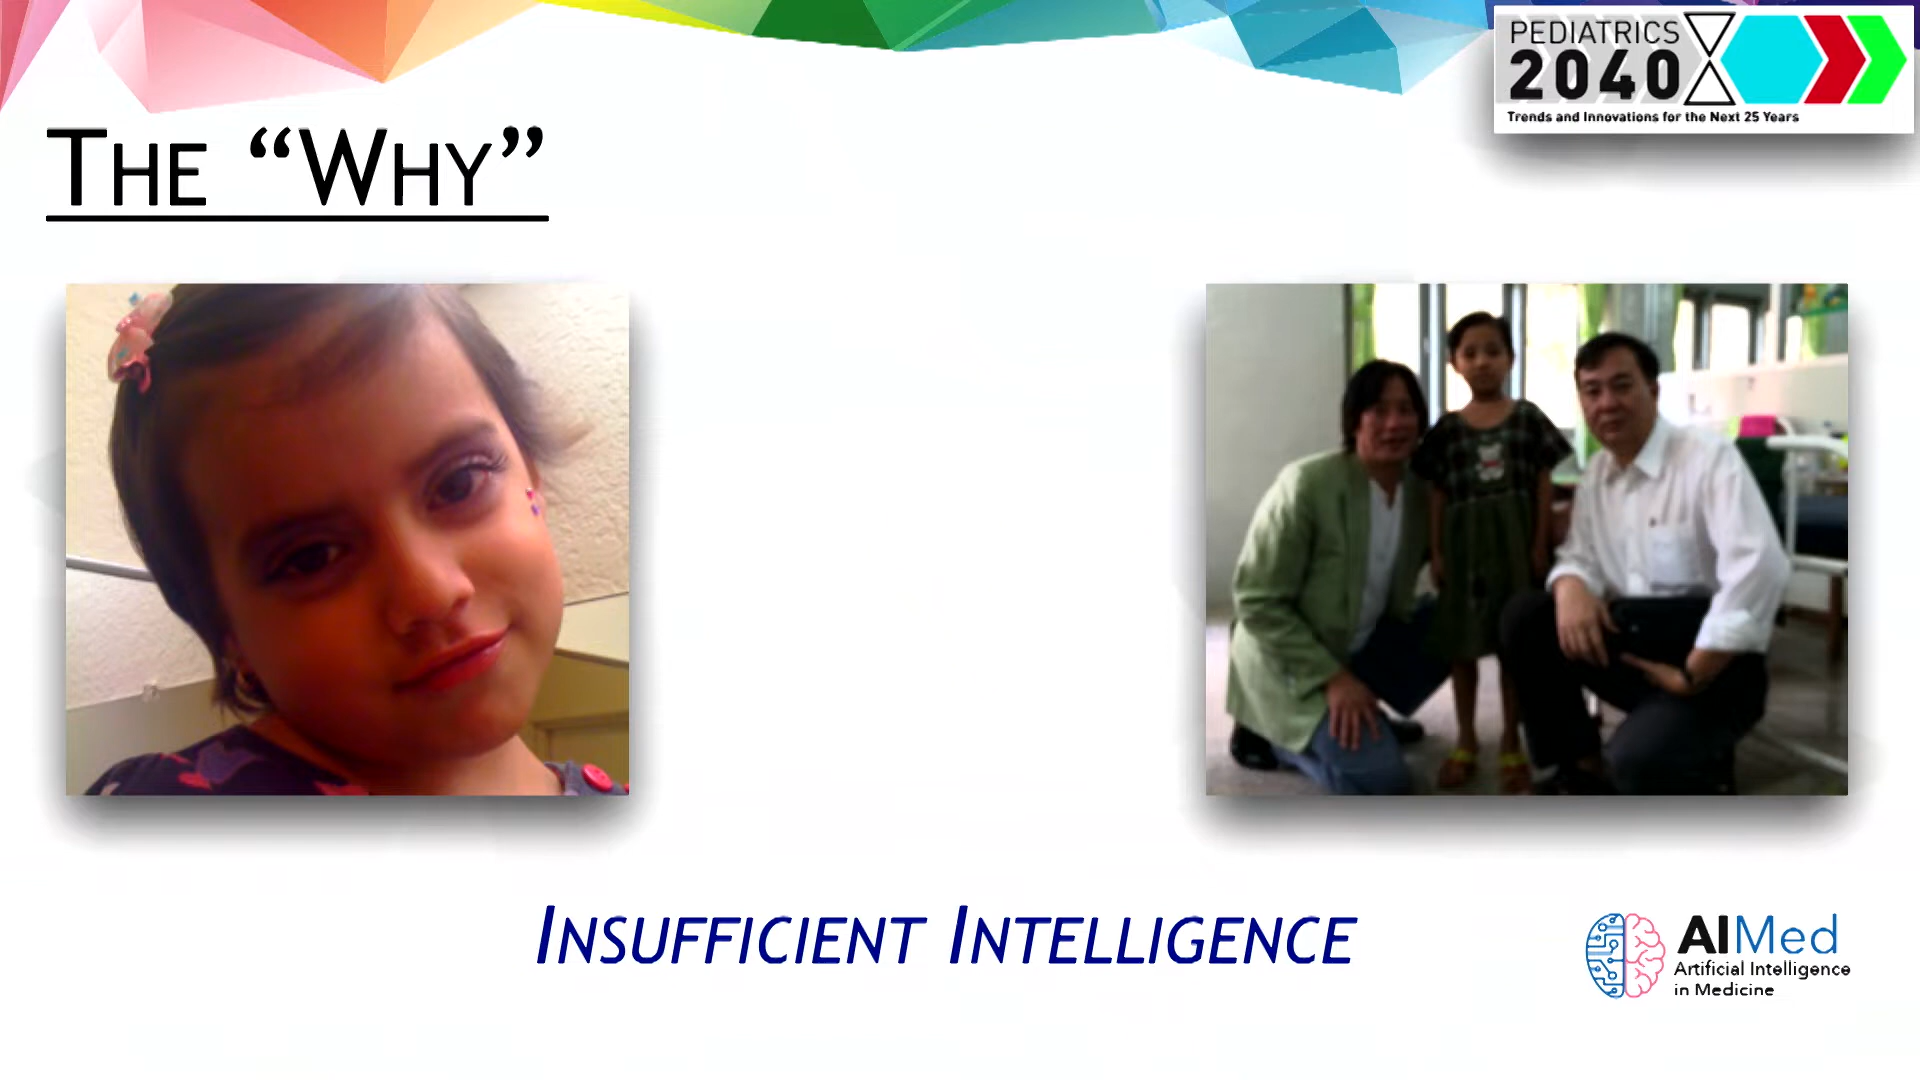 PEDIATRICS
2040
Trends and Innovations for the Next 25 Years
THE “WHY”
INSUFFICIENT INTELLIGENCE
AIMed
Artificial Intelligence
in Medicine